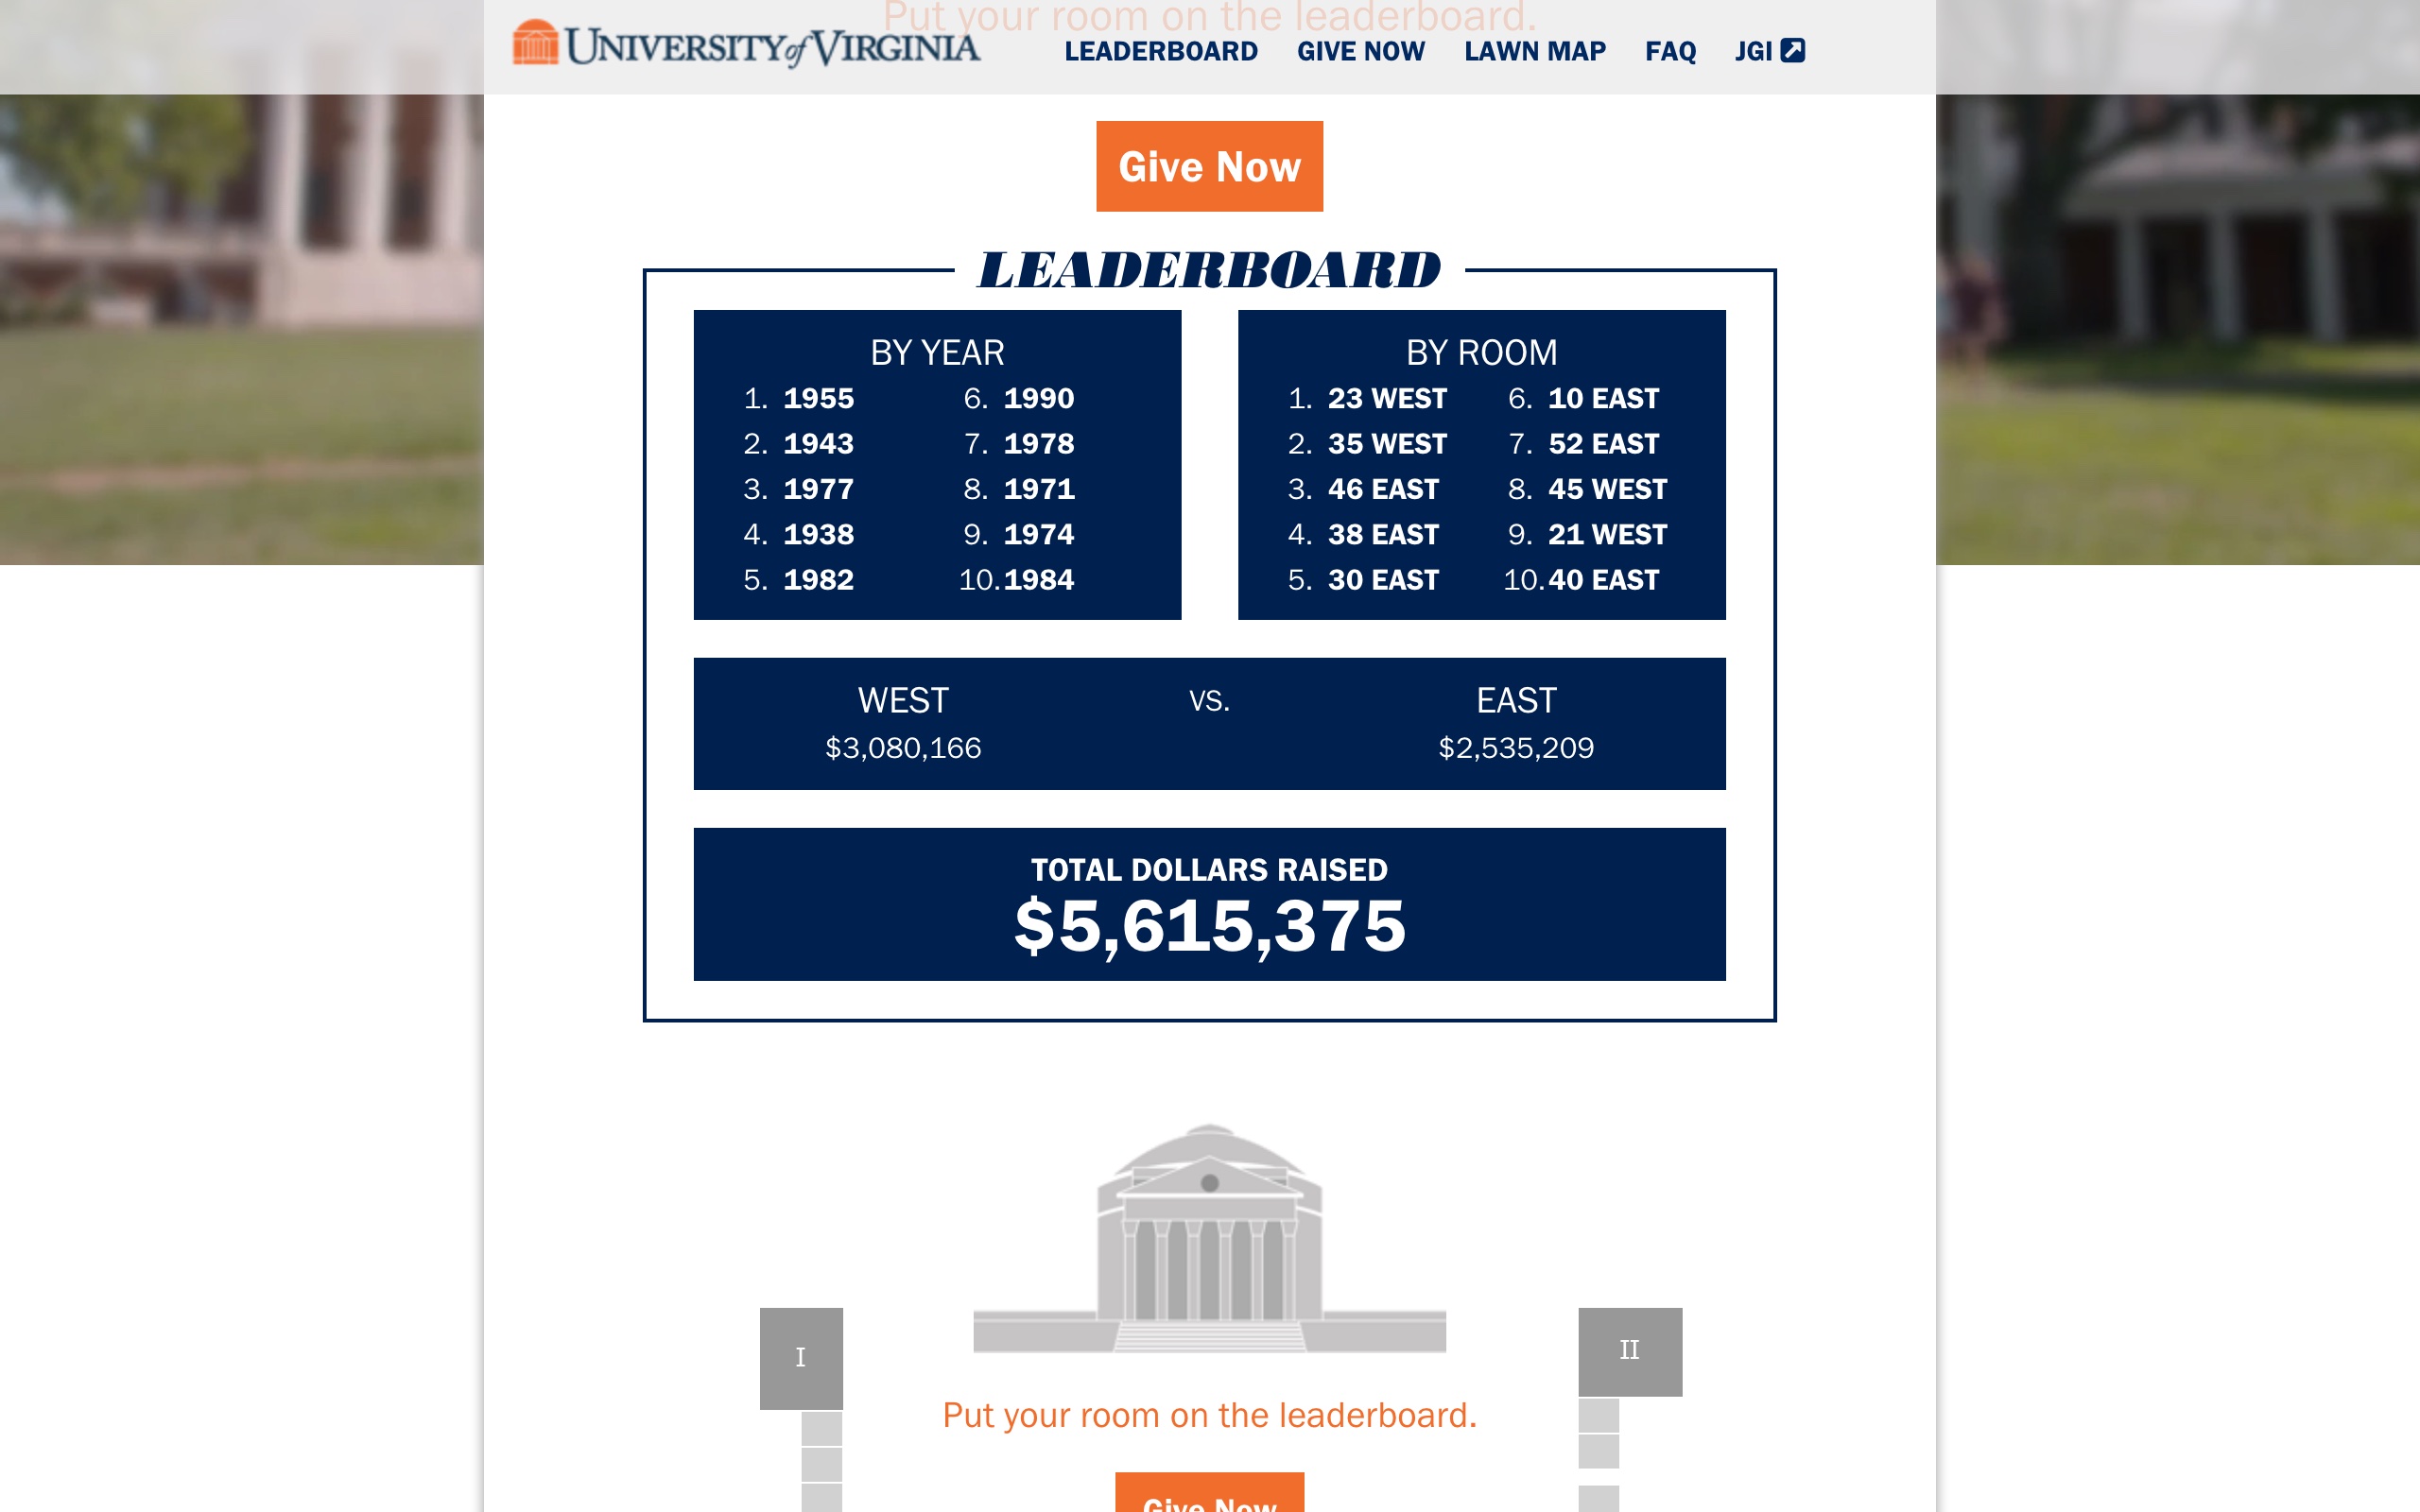 Put your room on the leaderboard.
UNIVERSITY of VIRGINIA
LEADERBOARD GIVE NOW LAWN MAP FAQ JGI
Give Now
LEADERBOARD
BY YEAR
1. 1955
2. 1943
3. 1977
4. 1938
5. 1982
6. 1990
7. 1978
8. 1971
9. 1974
10. 1984
BY ROOM
1. 23 WEST
2. 35 WEST
3. 46 EAST
4. 38 EAST
5. 30 EAST
6. 10 EAST
7. 52 EAST
8. 45 WEST
9. 21 WEST
10. 40 EAST
WEST VS. EAST
$3,080,166 $2,535,209
TOTAL DOLLARS RAISED
$5,615,375
I II
Put your room on the leaderboard.
Give Now